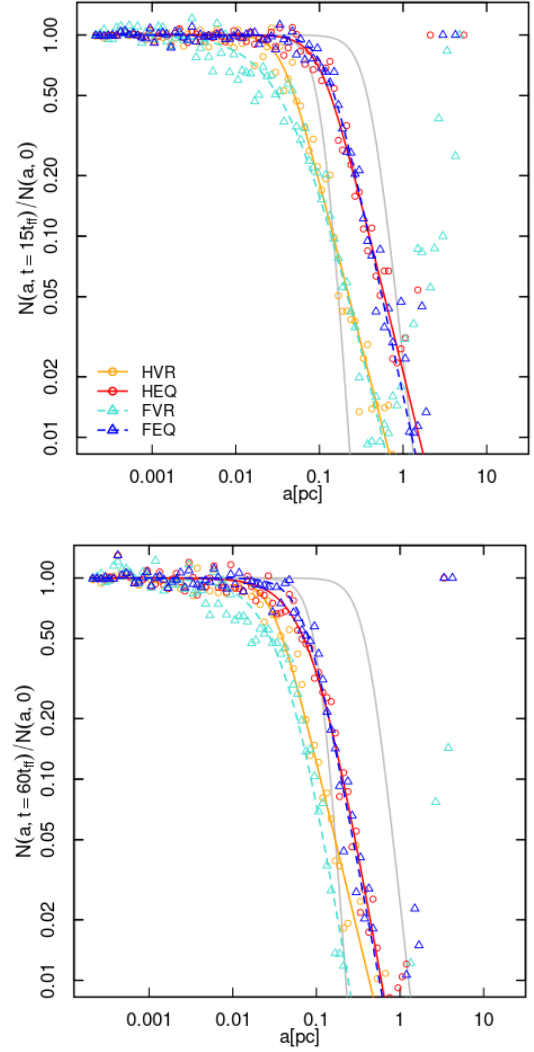 1.00
0.50
0.20
0.10
0.05
0.02
0.01
N(a, t = 15tff)/N(a, 0)
HVR
HEQ
FVR
FEQ
0.001 0.01 0.1 1 10
a[pc]
1.00
0.50
0.20
0.10
0.05
0.02
0.01
N(a, t = 60tff)/N(a, 0)
0.001 0.01 0.1 1 10
a[pc]